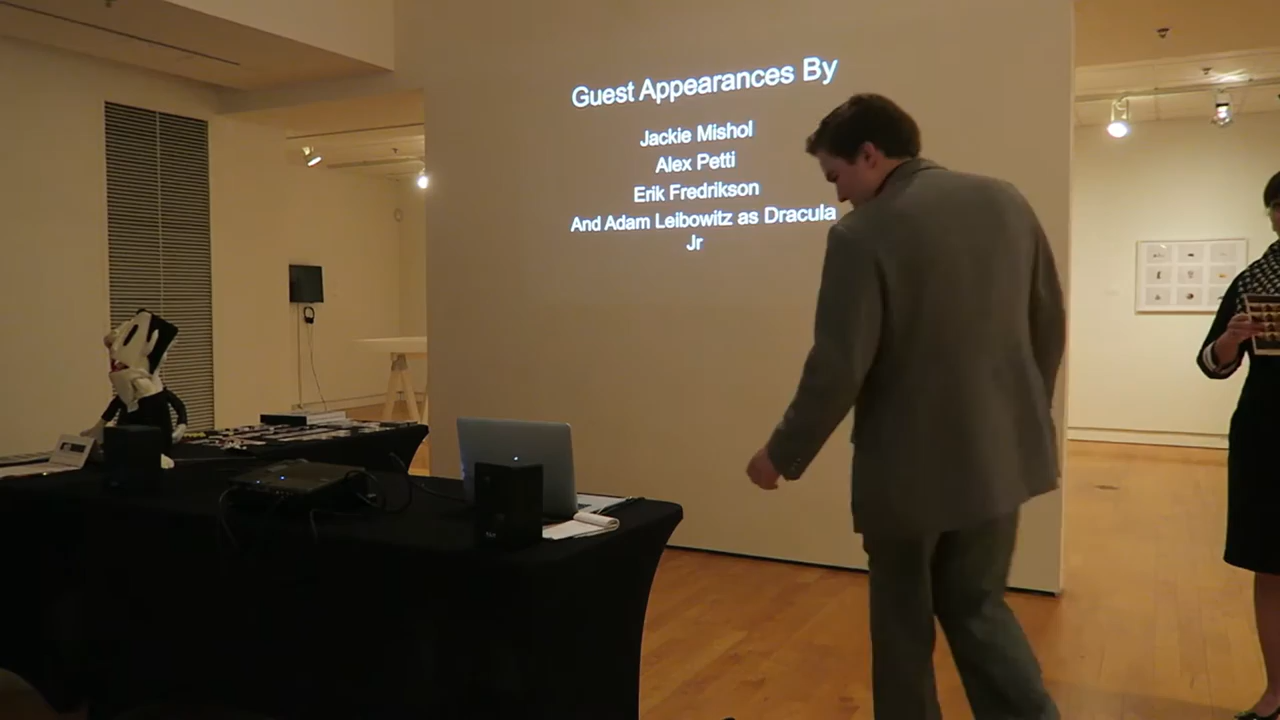 Guest Appearances By
Jackie Mishol
Alex Petti
Erik Fredrikson
And Adam Leibowitz as Dracula
Jr